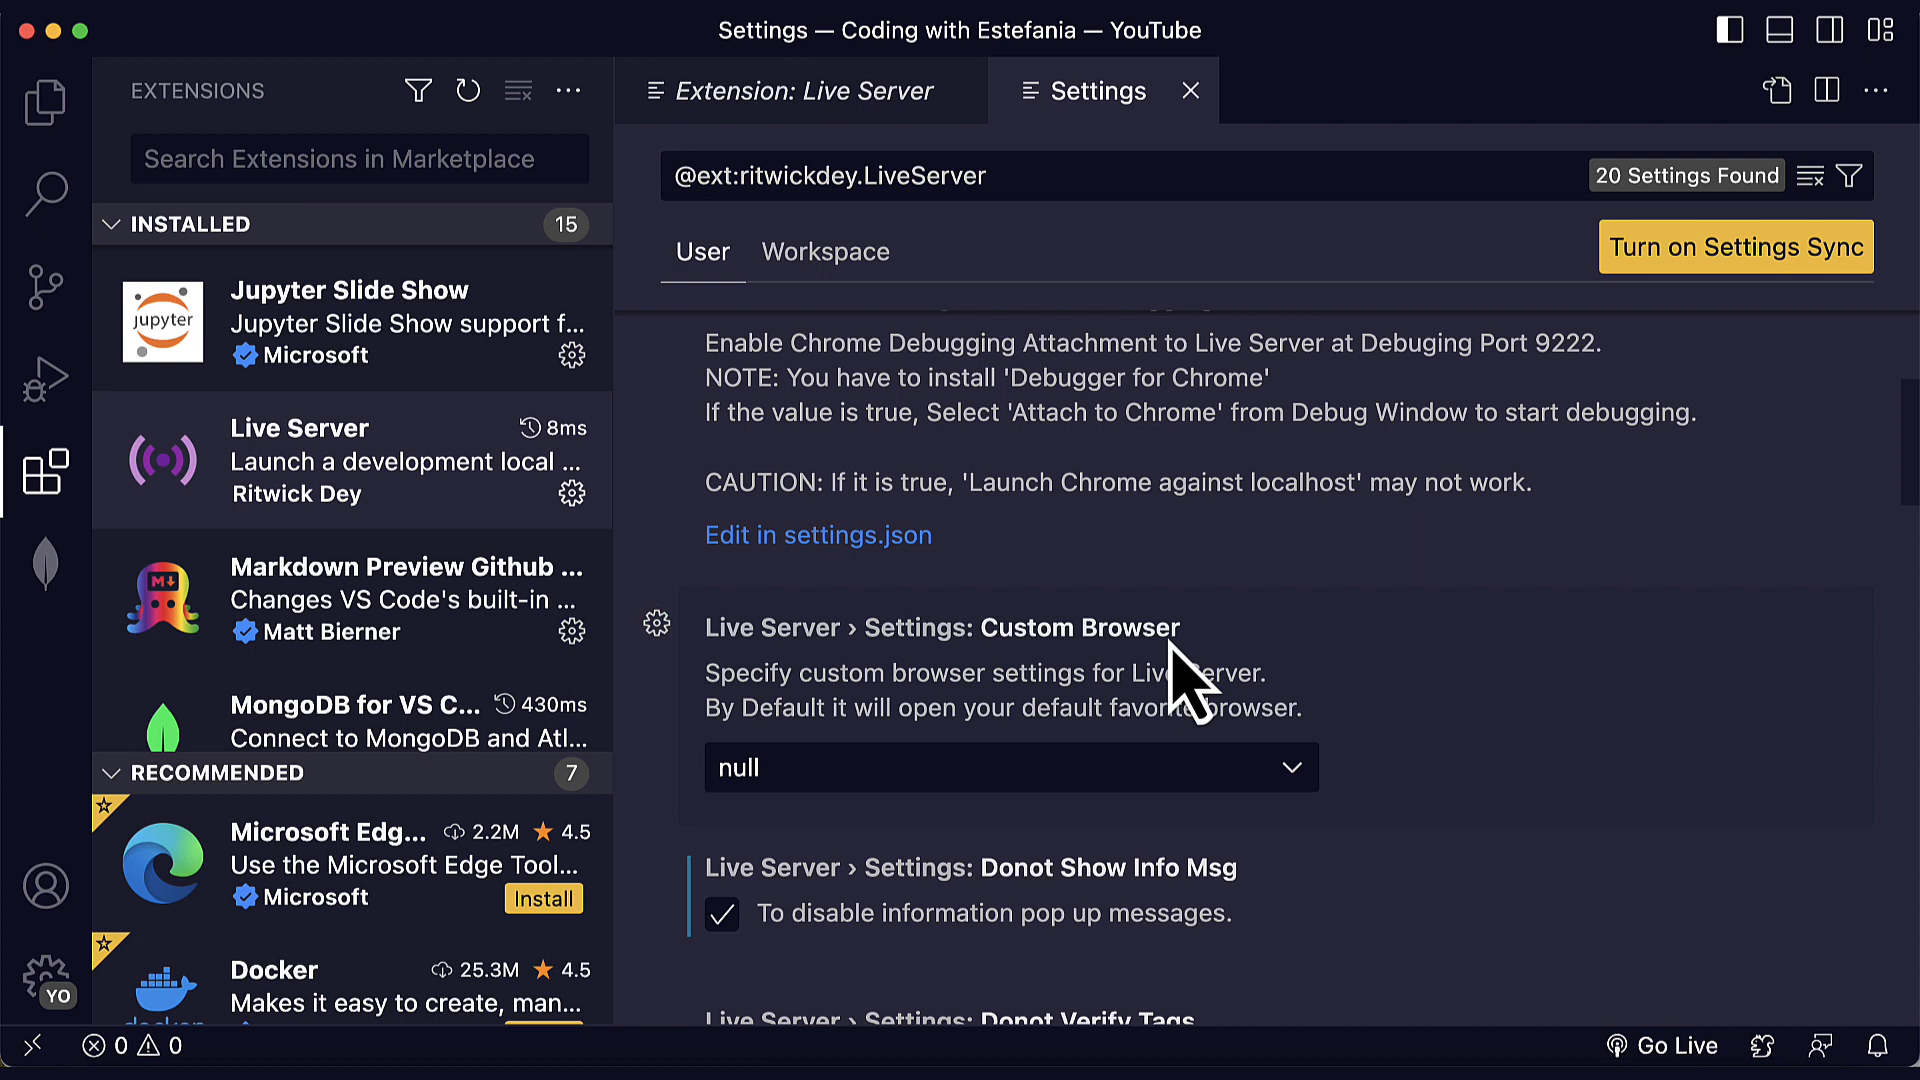 Settings — Coding with Estefania — YouTube
EXTENSIONS
Search Extensions in Marketplace
INSTALLED 15
jupyter
Jupyter Slide Show
Jupyter Slide Show support f...
Microsoft
Live Server 8ms
Launch a development local ...
Ritwick Dey
M
Markdown Preview Github ...
Changes VS Code's built-in ...
Matt Bierner
MongoDB for VS C... 430ms
Connect to MongoDB and Atl...
RECOMMENDED 7
Microsoft Edg... 2.2M 4.5
Use the Microsoft Edge Tool...
Microsoft Install
Docker 25.3M 4.5
Makes it easy to create, man...
docker
YO
Extension: Live Server
Settings
@ext:ritwickdey.LiveServer
20 Settings Found
User Workspace
Turn on Settings Sync
Enable Chrome Debugging Attachment to Live Server at Debuging Port 9222.
NOTE: You have to install 'Debugger for Chrome'
If the value is true, Select 'Attach to Chrome' from Debug Window to start debugging.
CAUTION: If it is true, 'Launch Chrome against localhost' may not work.
Edit in settings.json
Live Server › Settings: Custom Browser
Specify custom browser settings for Live Server.
By Default it will open your default favorite browser.
null
Live Server › Settings: Donot Show Info Msg
To disable information pop up messages.
Live Server › Settings: Donot Verify Tags
0 0
Go Live